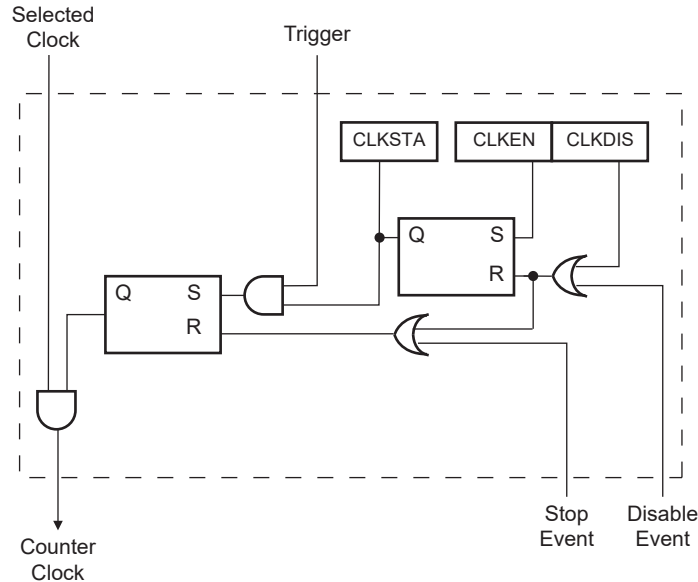 Selected
Clock
Trigger
CLKSTA
CLKEN
CLKDIS
Q
S
R
Q
S
R
Stop
Event
Disable
Event
Counter
Clock